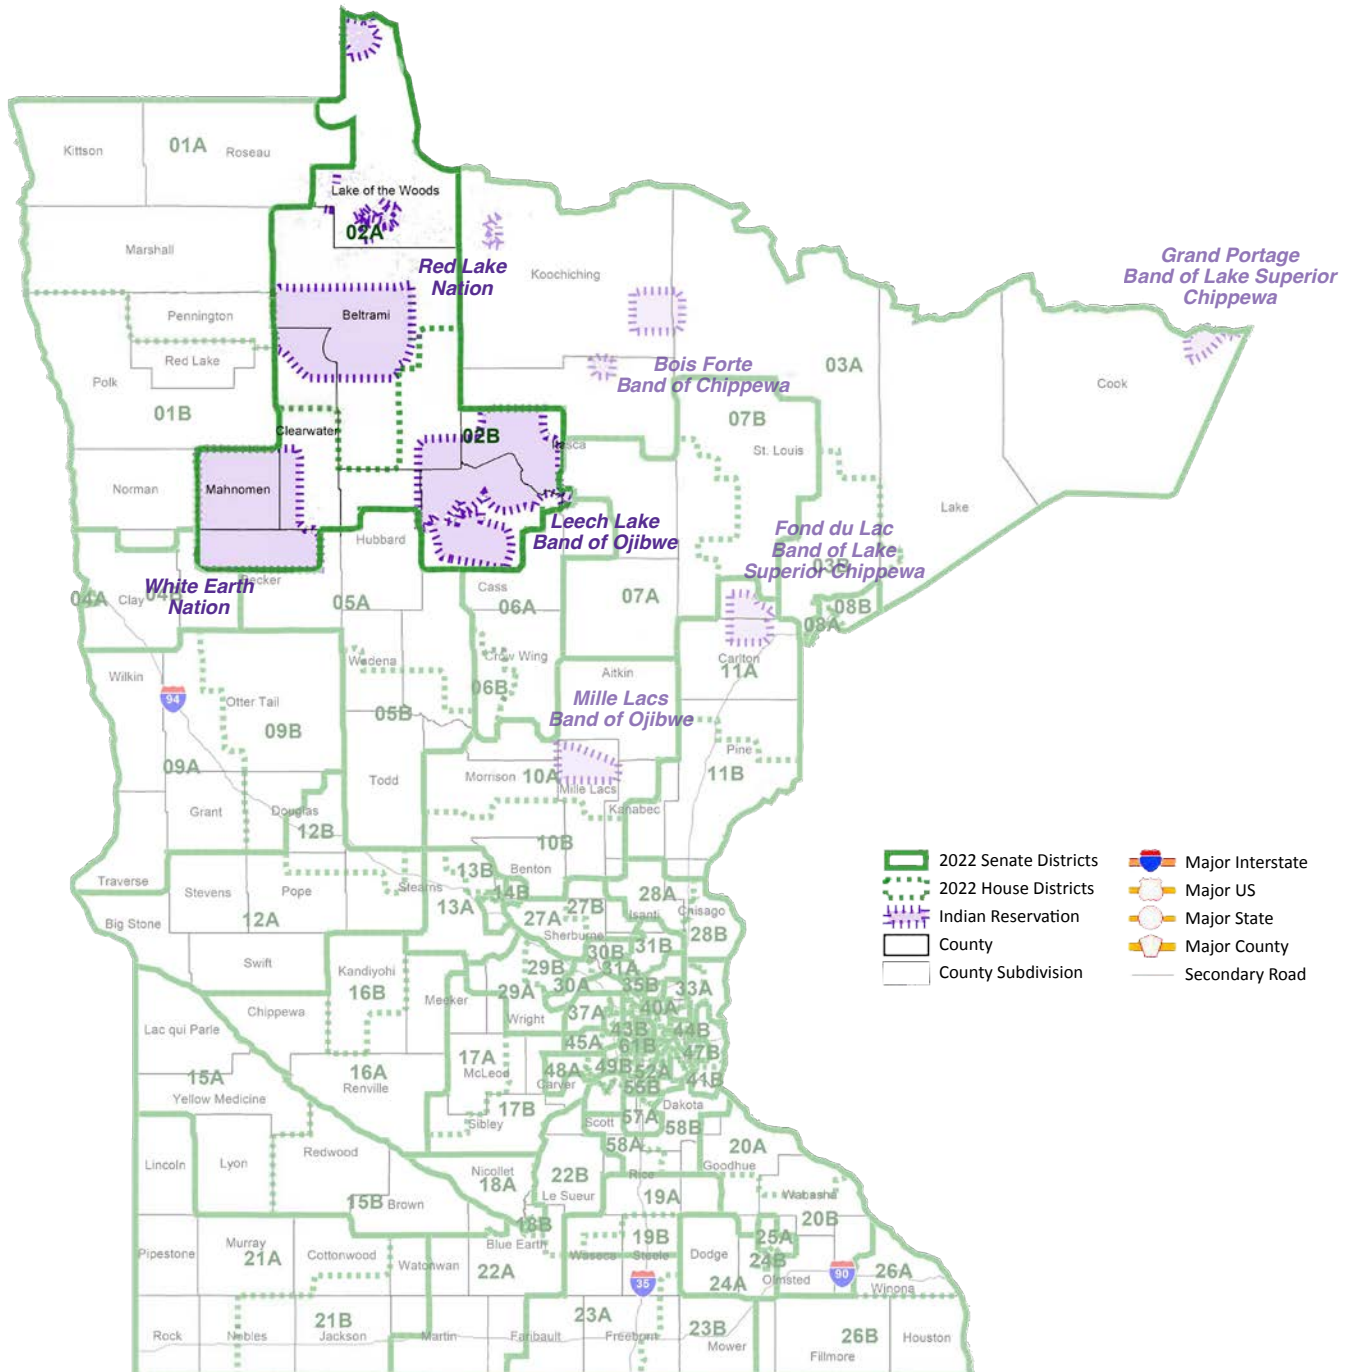 01A
Kittson
Roseau
Lake of the Woods
02A
Marshall
Red Lake
Nation
Koochiching
Grand Portage
Band of Lake Superior
Chippewa
Pennington
Beltrami
Red Lake
Polk
01B
Bois Forte
Band of Chippewa
03A
Cook
07B
Clearwater
02B
Itasca
St. Louis
Norman
Mahnomen
Lake
Leech Lake
Band of Ojibwe
Hubbard
Fond du Lac
Band of Lake
Superior Chippewa
03B
White Earth
Nation
Becker
04A
Clay
04B
05A
Cass
06A
07A
08B
08A
Wadena
Crow Wing
Aitkin
Carlton
11A
Wilkin
94
Otter Tail
06B
Mille Lacs
Band of Ojibwe
05B
09B
Pine
09A
11B
Todd
Morrison
10A
Mille Lacs
Grant
Douglas
Kanabec
12B
10B
Traverse
Stevens
Pope
Stearns
13B
Benton
14B
28A
Big Stone
12A
13A
27A
27B
Isanti
Chisago
Sherburne
28B
Swift
Kandiyohi
30B
31B
29B
31A
16B
Meeker
29A
30A
35B
33A
Chippewa
Wright
37A
40A
Lac qui Parle
43B
44B
45A
61B
47B
17A
McLeod
48A
49B
52A
15A
16A
Renville
Carver
55B
41B
Yellow Medicine
17B
Sibley
Dakota
Scott
57A
58B
Redwood
58A
20A
Lincoln
Lyon
Nicollet
18A
22B
Rice
Goodhue
15B
Brown
Le Sueur
19A
Wabasha
18B
20B
Pipestone
Murray
21A
Cottonwood
Watonwan
Blue Earth
22A
19B
Waseca
Steele
Dodge
25A
24B
Olmsted
90
26A
Winona
35
24A
21B
23A
23B
Rock
Nobles
Jackson
Martin
Faribault
Freeborn
Mower
26B
Fillmore
Houston
2022 Senate Districts
2022 House Districts
Indian Reservation
County
County Subdivision
Major Interstate
Major US
Major State
Major County
Secondary Road